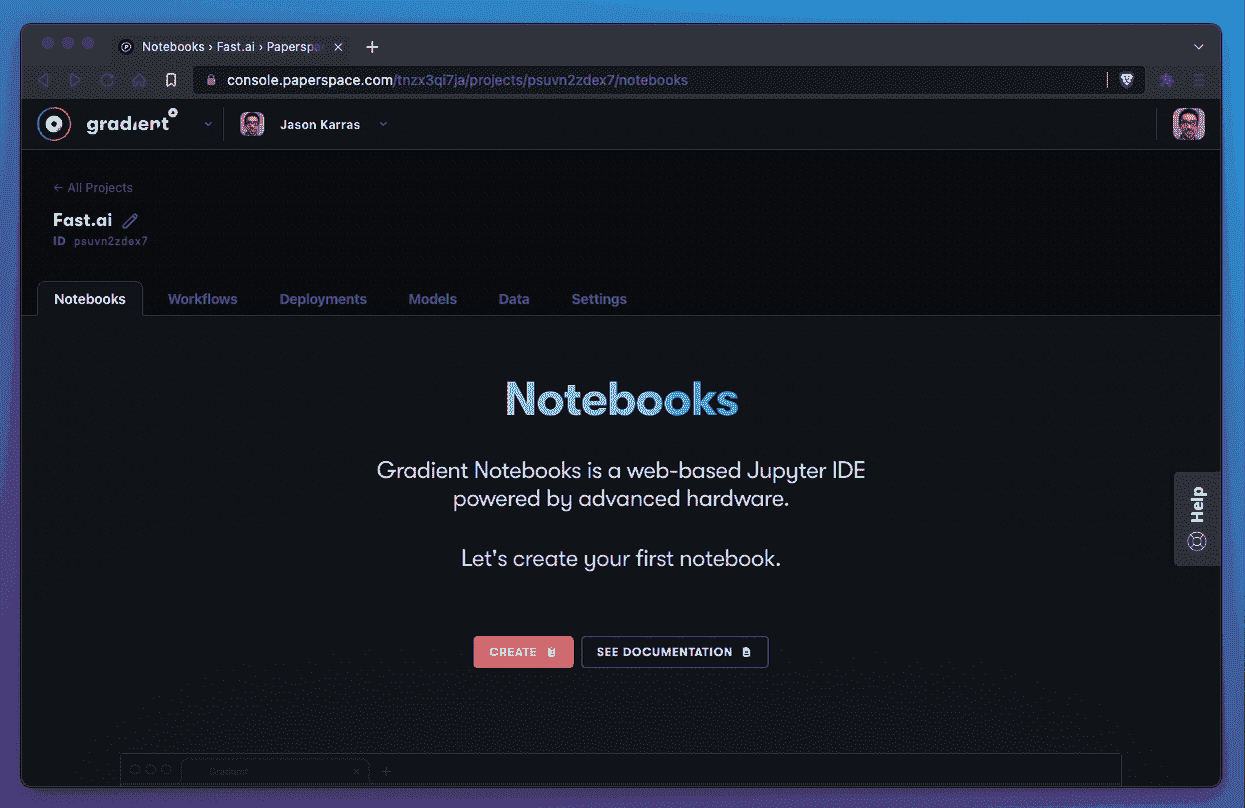 Notebooks › Fast.ai › Paperspa
console.paperspace.com/tnzx3qi7ja/projects/psuvn2zdex7/notebooks
gradient
Jason Karras
← All Projects
Fast.ai
ID psuvn2zdex7
Notebooks Workflows Deployments Models Data Settings
Notebooks
Gradient Notebooks is a web-based Jupyter IDE
powered by advanced hardware.
Let's create your first notebook.
Help
CREATE SEE DOCUMENTATION
Gradient